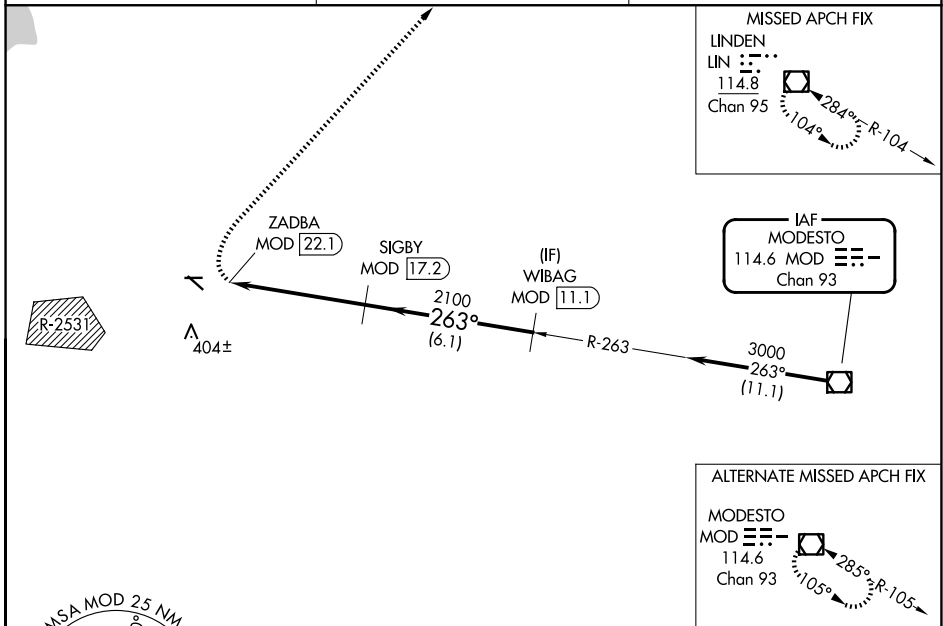 MISSED APCH FIX
LINDEN
LIN
114.8
Chan 95
284°
R-104
104°
ZADBA
MOD 22.1
SIGBY
MOD 17.2
(IF)
WIBAG
MOD 11.1
IAF
MODESTO
114.6 MOD
Chan 93
R-2531
404±
2100
263°
(6.1)
R-263
3000
263°
(11.1)
ALTERNATE MISSED APCH FIX
MODESTO
MOD
114.6
Chan 93
285°
R-105
105°
MSA MOD 25 NM